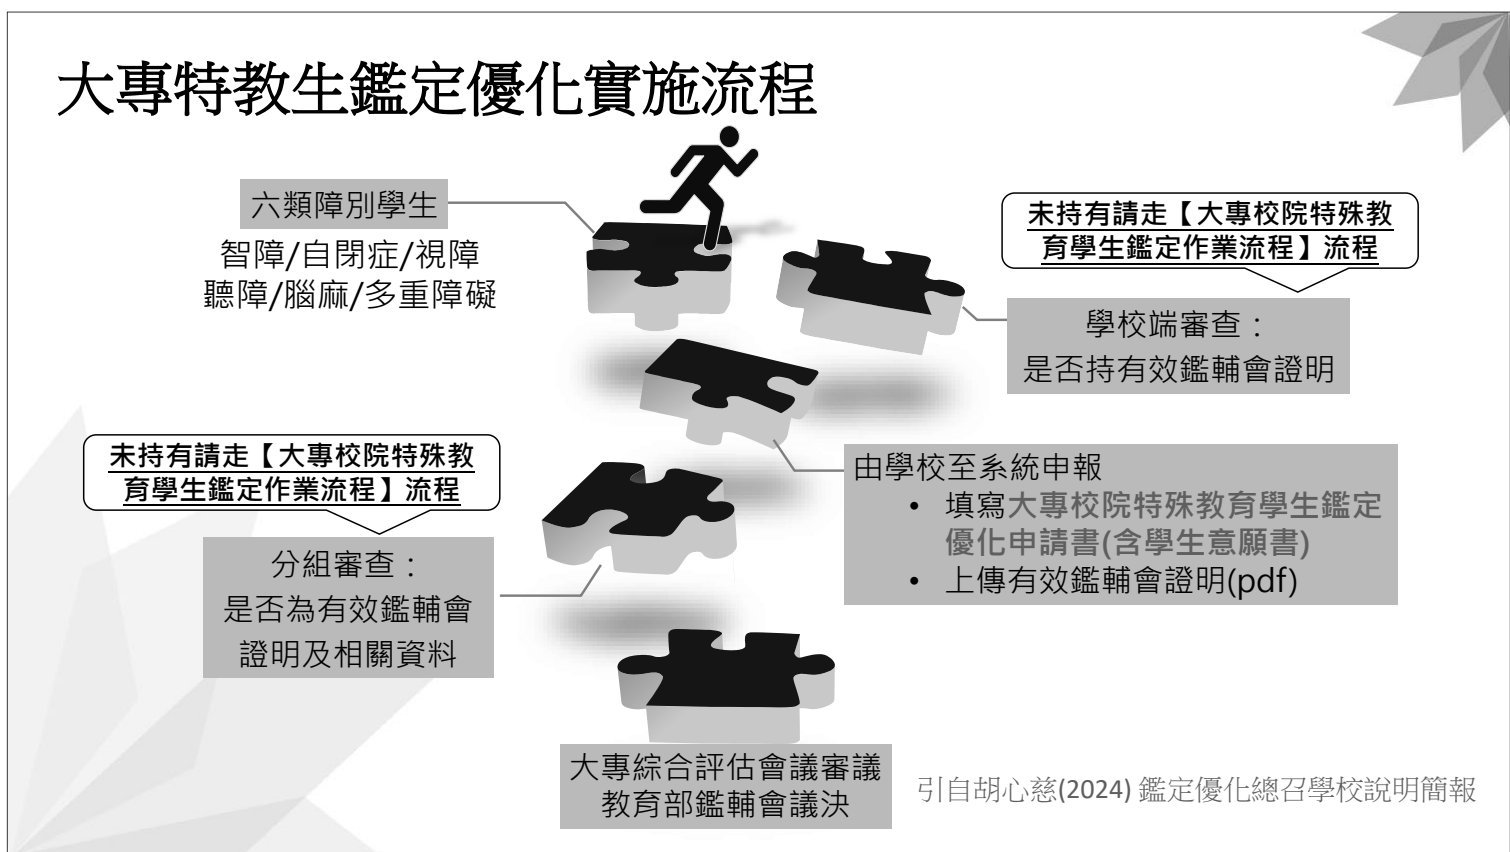 大專特教生鑑定優化實施流程
六類障別學生
智障/自閉症/視障
聽障/腦麻/多重障礙
未持有請走【大專校院特殊教
育學生鑑定作業流程】流程
學校端審查：
是否持有效鑑輔會證明
由學校至系統申報
• 填寫大專校院特殊教育學生鑑定
優化申請書(含學生意願書)
• 上傳有效鑑輔會證明(pdf)
未持有請走【大專校院特殊教
育學生鑑定作業流程】流程
分組審查：
是否為有效鑑輔會
證明及相關資料
大專綜合評估會議審議
教育部鑑輔會議決
引自胡心慈(2024) 鑑定優化總召學校說明簡報